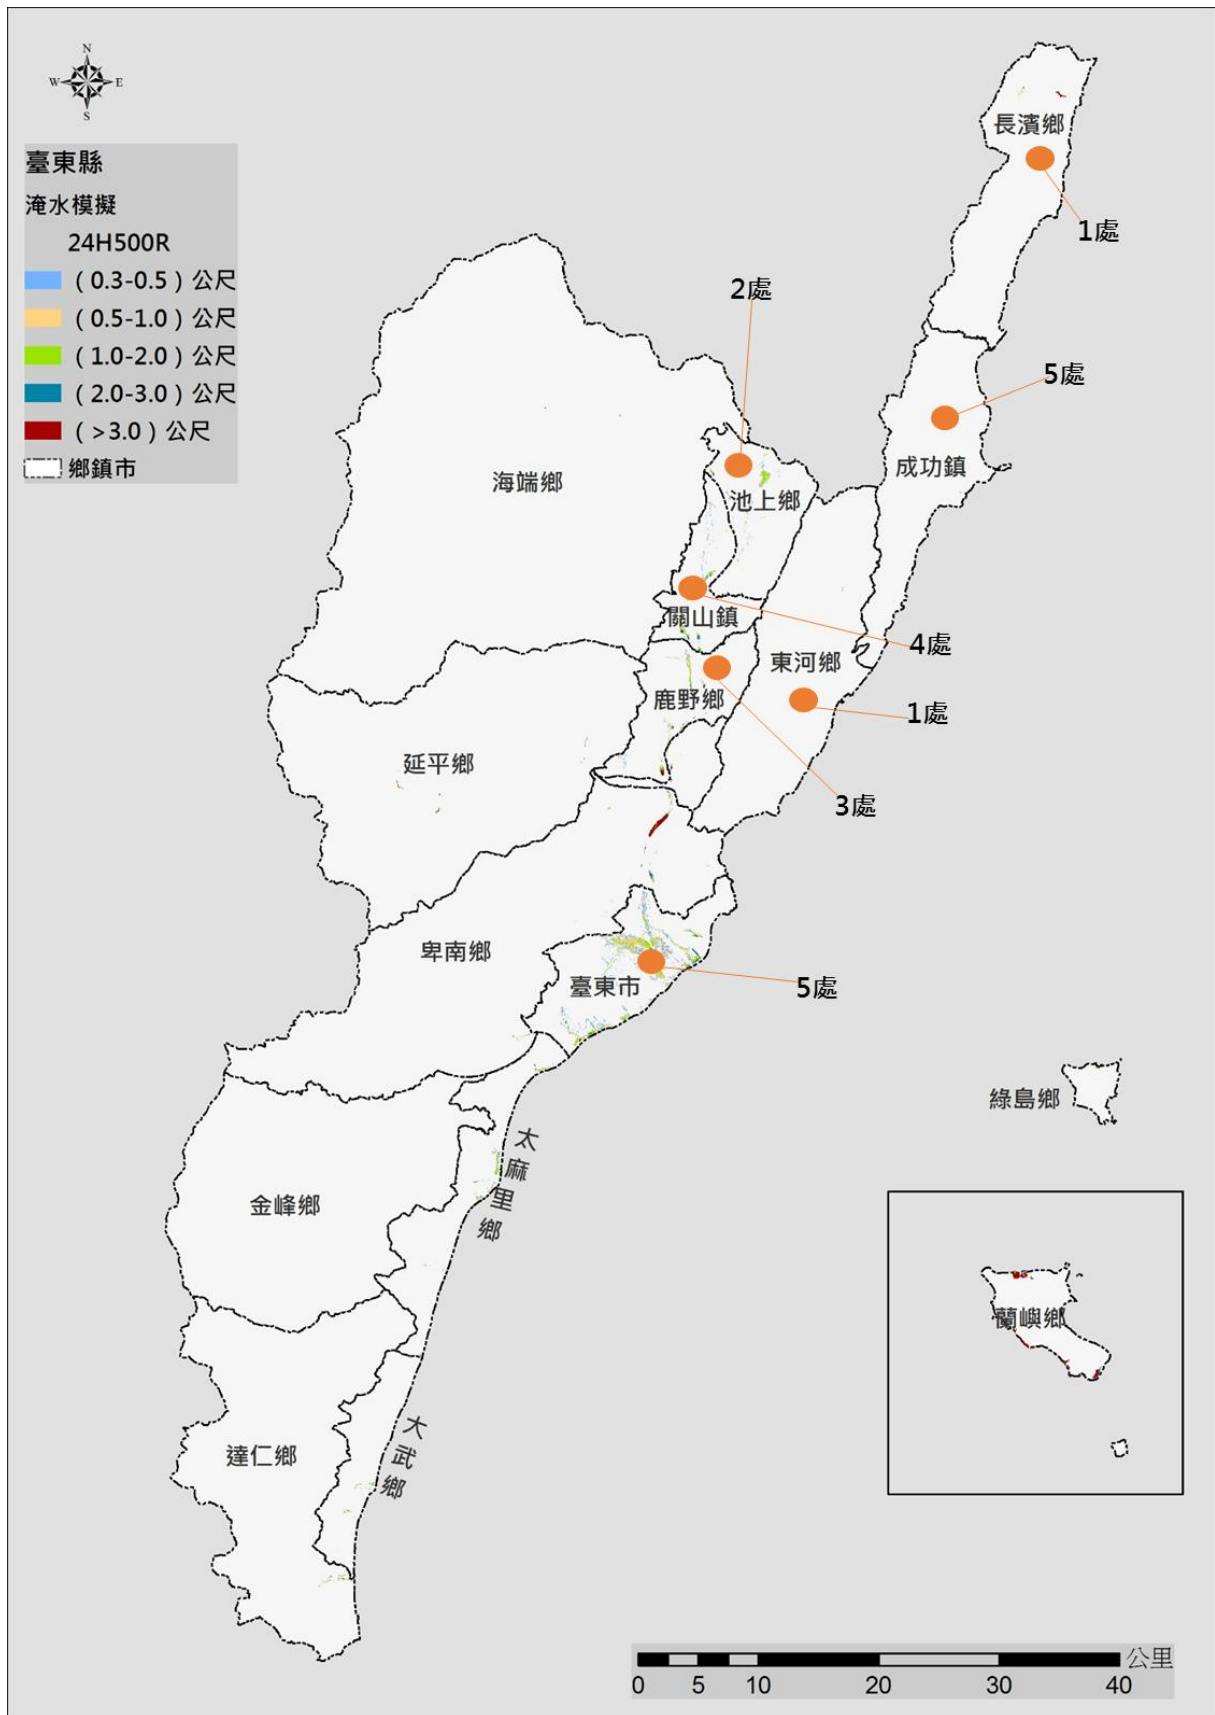 N
W E
S
臺東縣
淹水模擬
24H500R
（0.3-0.5）公尺
（0.5-1.0）公尺
（1.0-2.0）公尺
（2.0-3.0）公尺
（>3.0）公尺
鄉鎮市
長濱鄉
1處
2處
5處
成功鎮
海端鄉
池上鄉
關山鎮
4處
東河鄉
鹿野鄉
1處
延平鄉
3處
卑南鄉
臺東市
5處
綠島鄉
太麻里鄉
金峰鄉
蘭嶼鄉
大武鄉
達仁鄉
公里
0 5 10 20 30 40